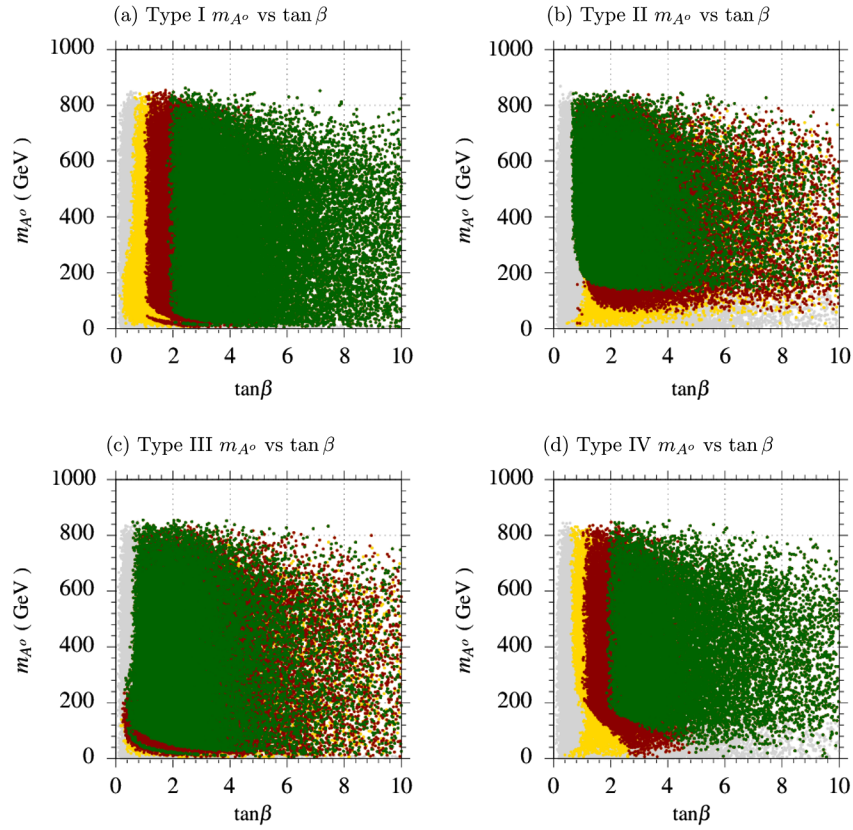 (a) Type I m_{A^o} vs tan β
1000
800
600
400
200
0
m_{A^o} ( GeV )
0 2 4 6 8 10
tanβ
(b) Type II m_{A^o} vs tan β
1000
800
600
400
200
0
m_{A^o} ( GeV )
0 2 4 6 8 10
tanβ
(c) Type III m_{A^o} vs tan β
1000
800
600
400
200
0
m_{A^o} ( GeV )
0 2 4 6 8 10
tanβ
(d) Type IV m_{A^o} vs tan β
1000
800
600
400
200
0
m_{A^o} ( GeV )
0 2 4 6 8 10
tanβ